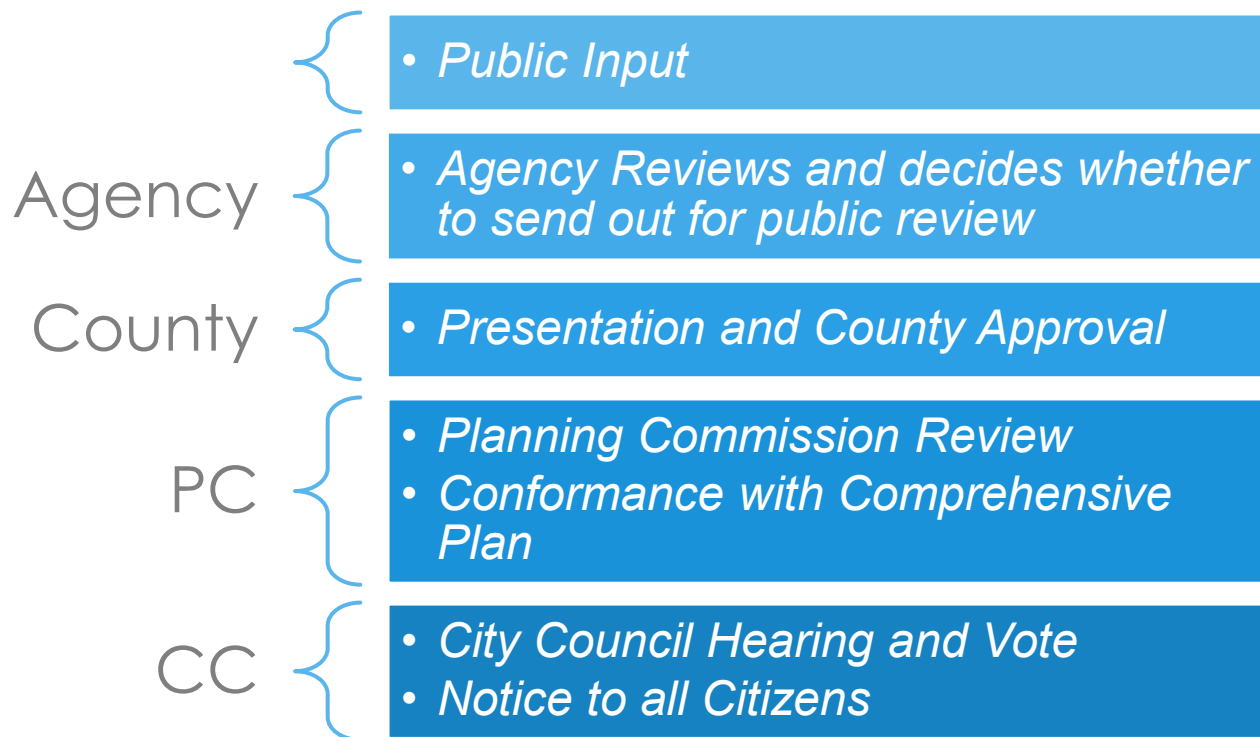 • Public Input
Agency
• Agency Reviews and decides whether
to send out for public review
County
• Presentation and County Approval
PC
• Planning Commission Review
• Conformance with Comprehensive
Plan
CC
• City Council Hearing and Vote
• Notice to all Citizens